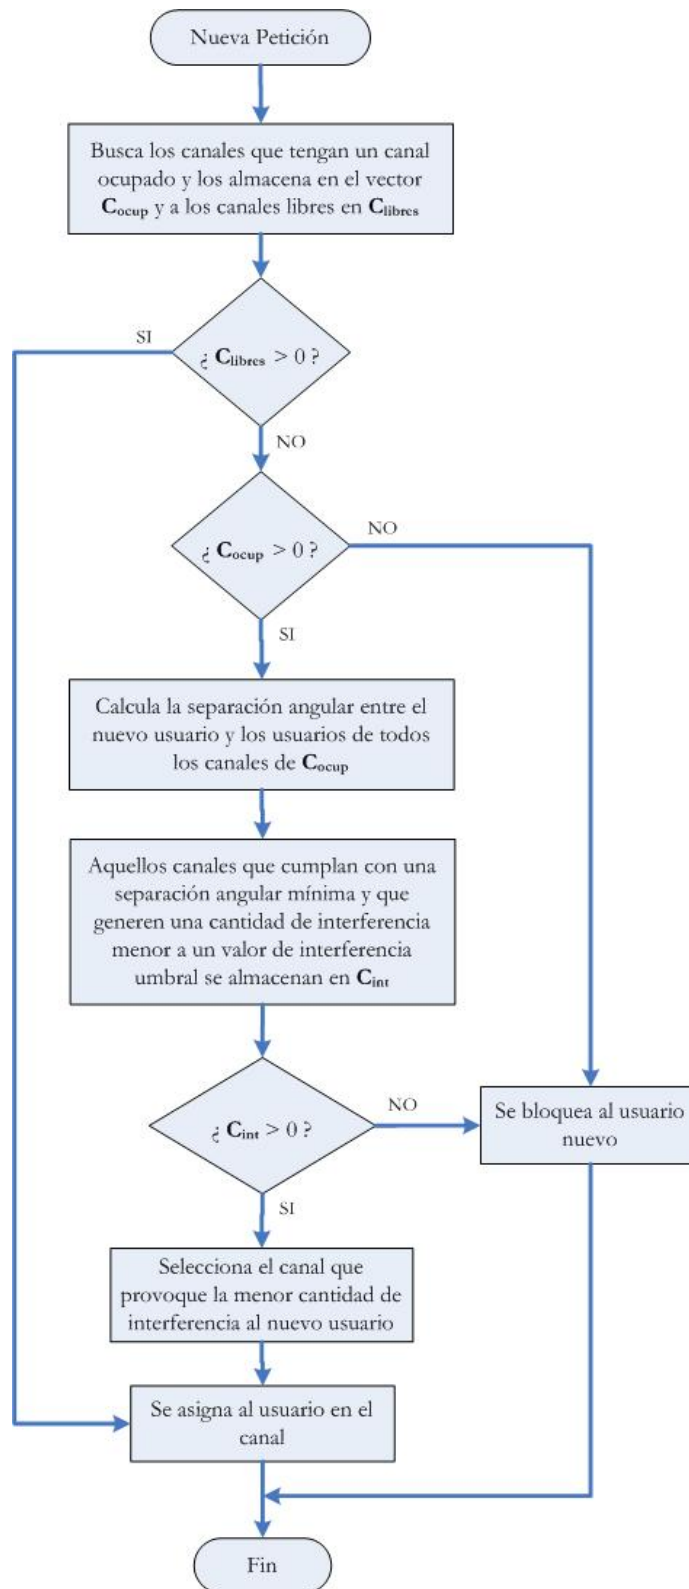 Nueva Petición
Busca los canales que tengan un canal
ocupado y los almacena en el vector
Cocup y a los canales libres en Clibres
SI
¿ Clibres > 0 ?
NO
NO
¿ Cocup > 0 ?
SI
Calcula la separación angular entre el
nuevo usuario y los usuarios de todos
los canales de Cocup
Aquellos canales que cumplan con una
separación angular mínima y que
generen una cantidad de interferencia
menor a un valor de interferencia
umbral se almacenan en Cint
¿ Cint > 0 ?
NO
Se bloquea al usuario
nuevo
SI
Selecciona el canal que
provoque la menor cantidad de
interferencia al nuevo usuario
Se asigna al usuario en el
canal
Fin